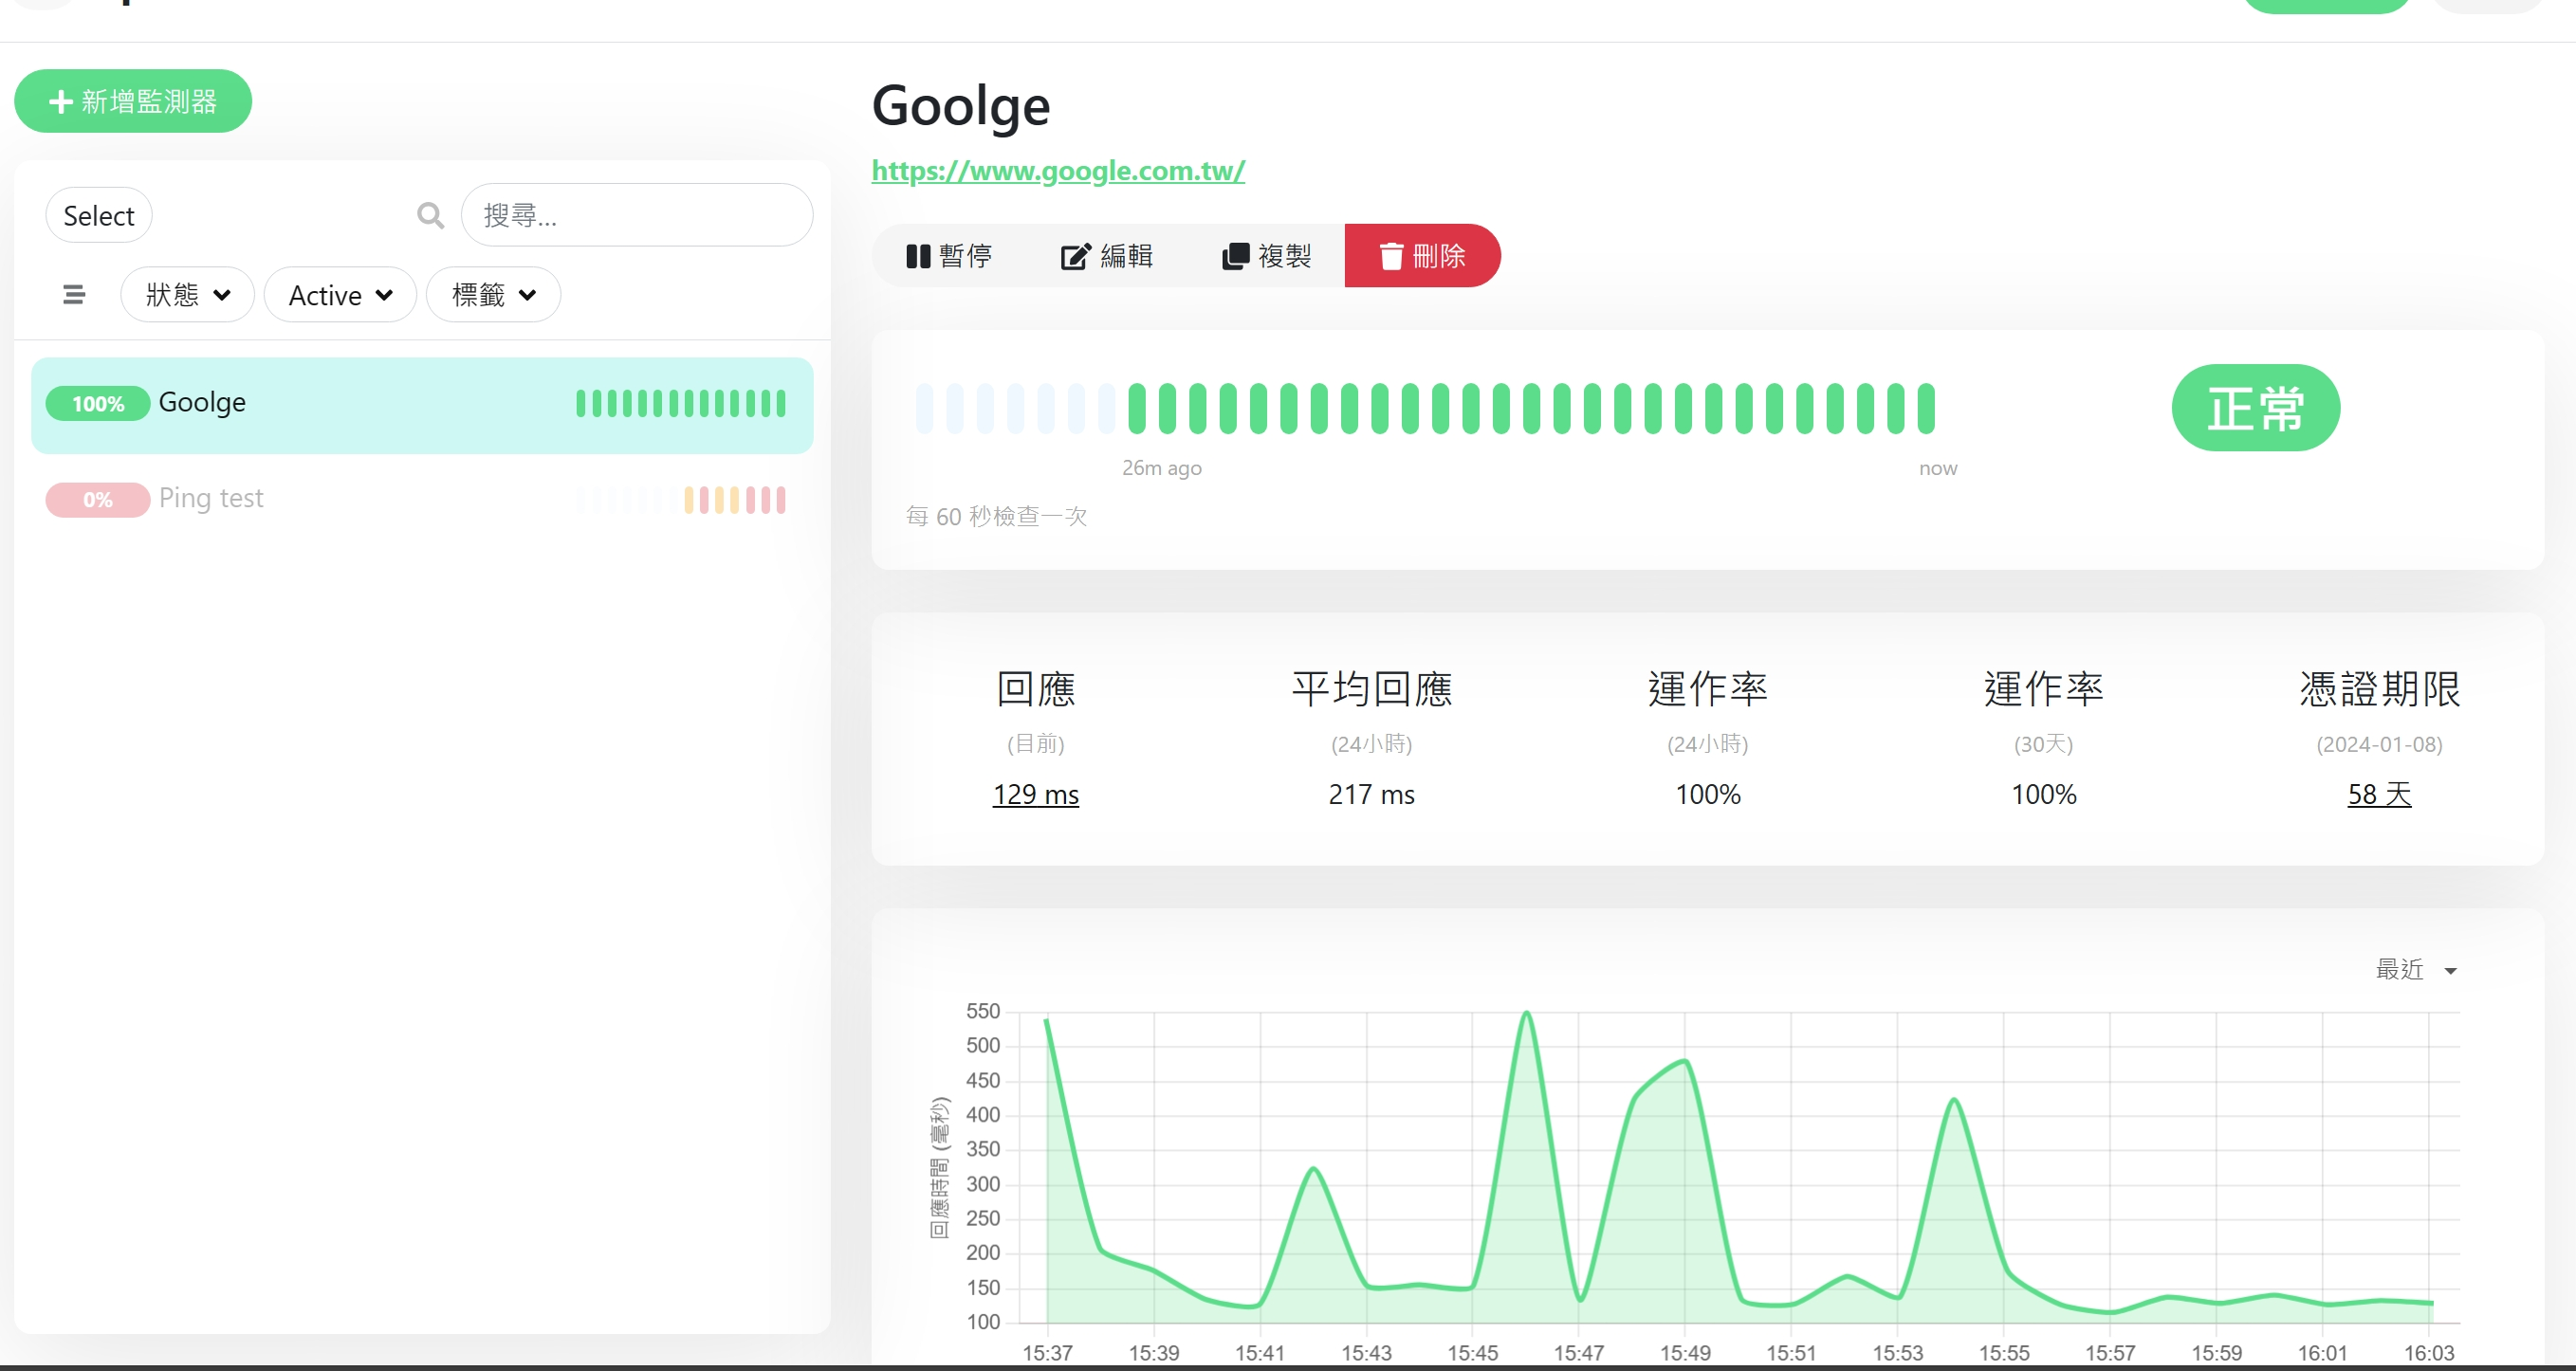 新增監測器
Select
搜尋...
狀態
Active
標籤
100% Goolge
0% Ping test
Goolge
https://www.google.com.tw/
暫停 編輯 複製 刪除
正常
26m ago now
每 60 秒檢查一次
回應 平均回應 運作率 運作率 憑證期限
(目前) (24小時) (24小時) (30天) (2024-01-08)
129 ms 217 ms 100% 100% 58 天
最近
回應時間 (毫秒)
550
500
450
400
350
300
250
200
150
100
15:37 15:39 15:41 15:43 15:45 15:47 15:49 15:51 15:53 15:55 15:57 15:59 16:01 16:03